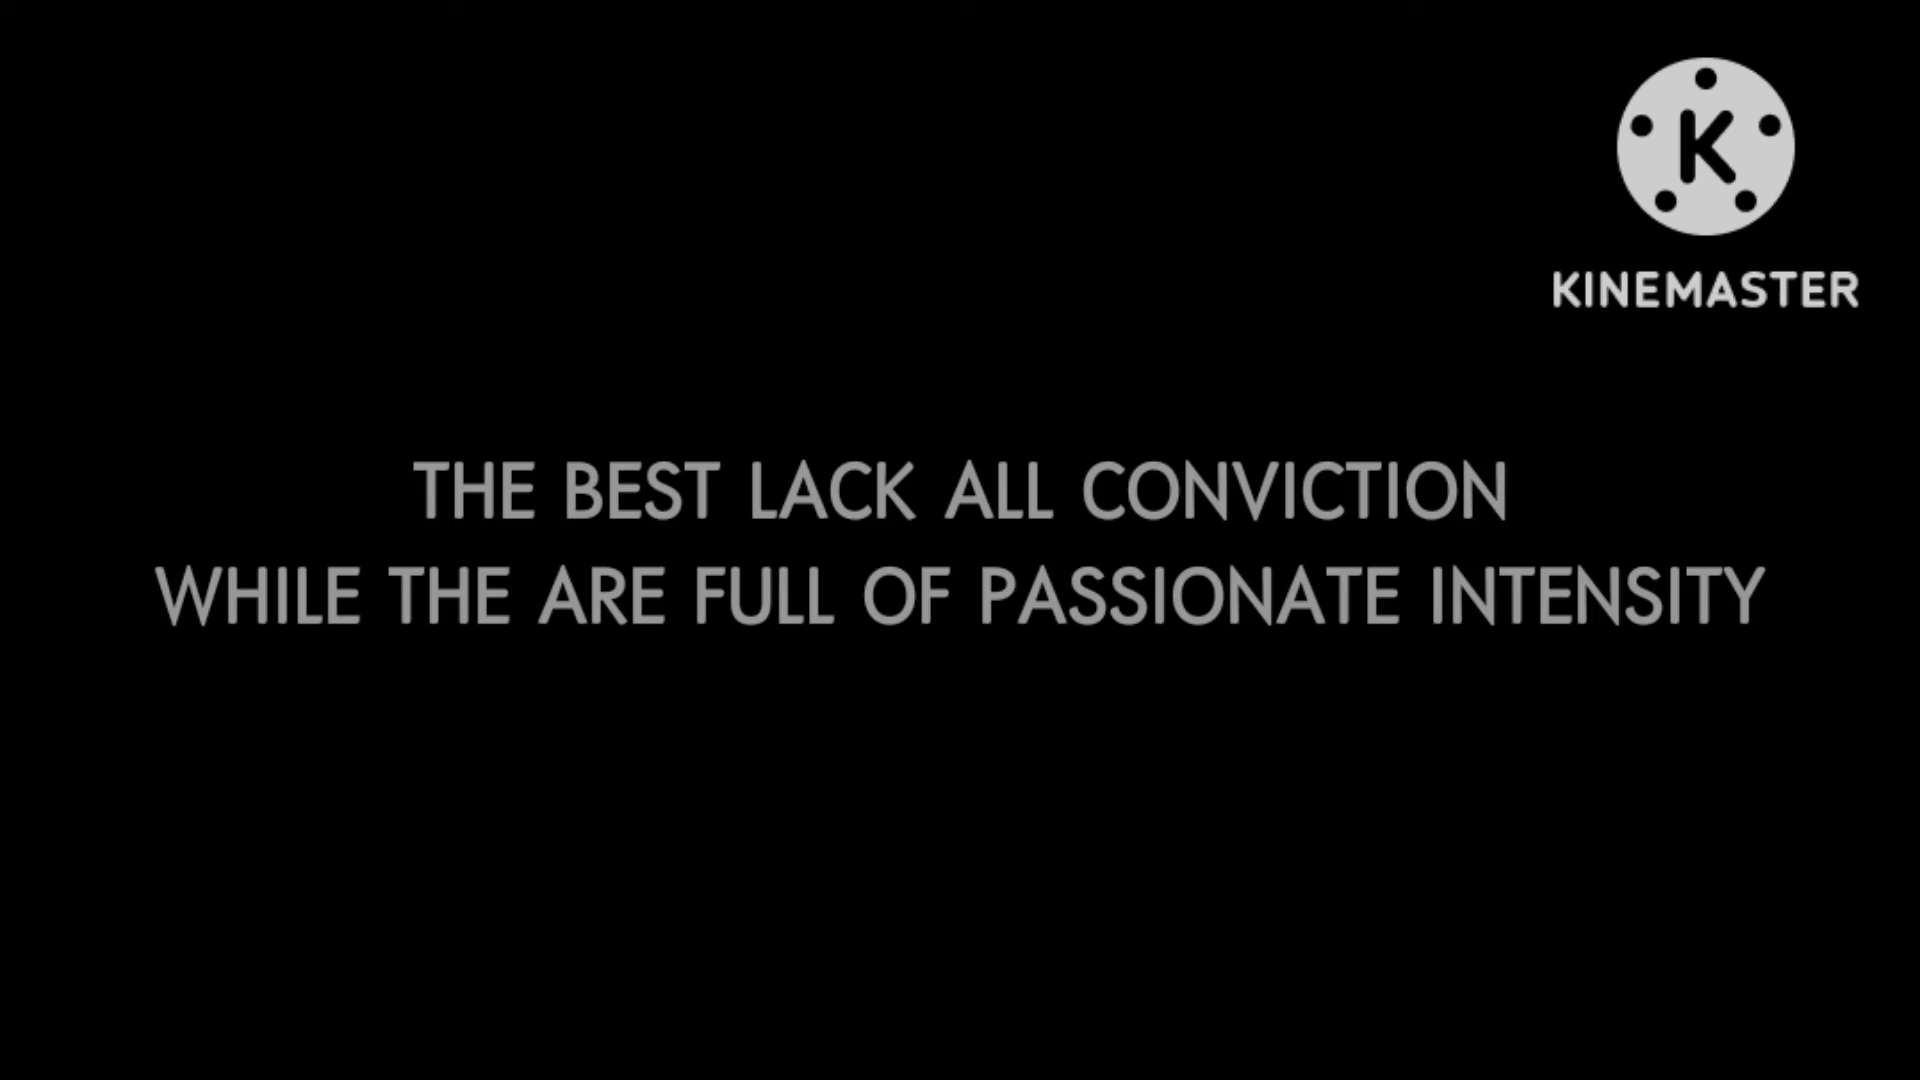 K
KINEMASTER
THE BEST LACK ALL CONVICTION
WHILE THE ARE FULL OF PASSIONATE INTENSITY